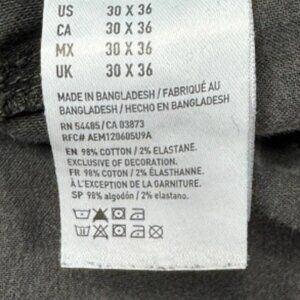 US 30 X 36
CA 30 X 36
MX 30 X 36
UK 30 X 36
MADE IN BANGLADESH / FABRIQUÉ AU
BANGLADESH / HECHO EN BANGLADESH
RN 54485/CA 03873
RFC# AEM120605U9A
EN 98% COTTON / 2% ELASTANE.
EXCLUSIVE OF DECORATION.
FR 98% COTON / 2% ÉLASTHANNE.
À L'EXCEPTION DE LA GARNITURE.
SP 98% algodón / 2% elastano.